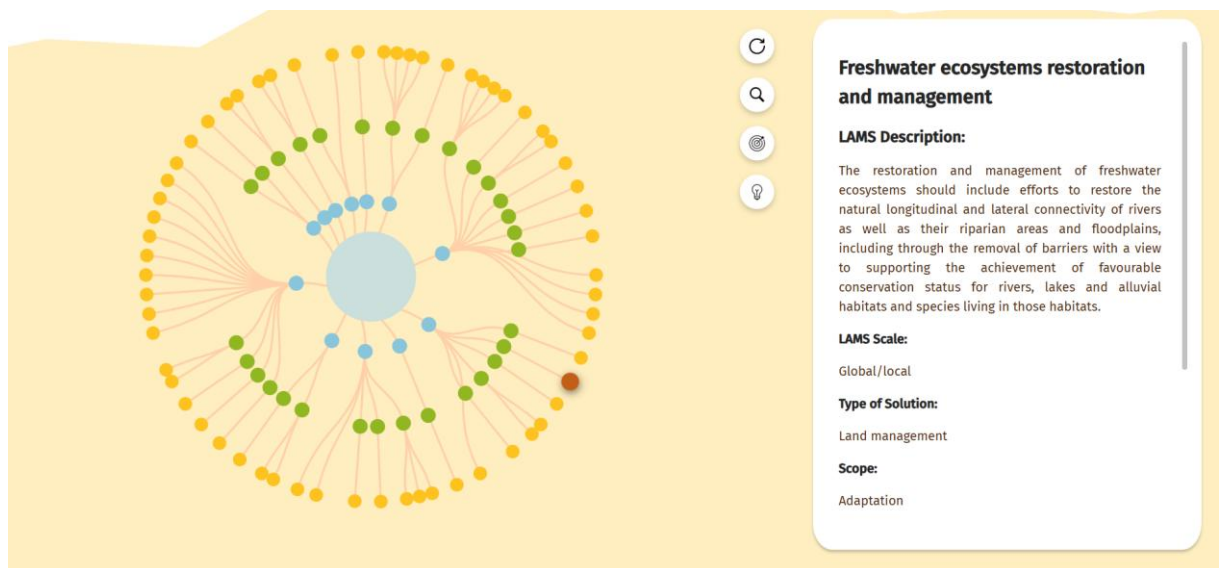 Freshwater ecosystems restoration
and management
LAMS Description:
The restoration and management of freshwater
ecosystems should include efforts to restore the
natural longitudinal and lateral connectivity of rivers
as well as their riparian areas and floodplains,
including through the removal of barriers with a view
to supporting the achievement of favourable
conservation status for rivers, lakes and alluvial
habitats and species living in those habitats.
LAMS Scale:
Global/local
Type of Solution:
Land management
Scope:
Adaptation